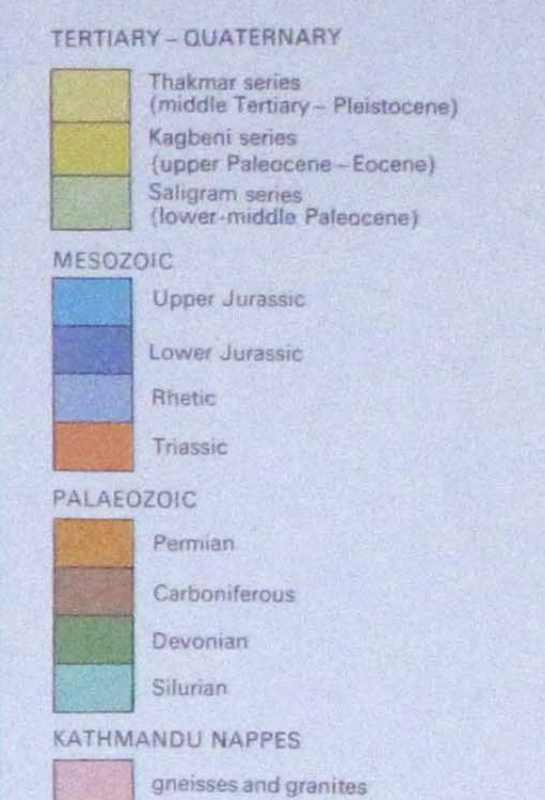 TERTIARY – QUATERNARY
Thakmar series
(middle Tertiary – Pleistocene)
Kagbeni series
(upper Paleocene – Eocene)
Saligram series
(lower-middle Paleocene)
MESOZOIC
Upper Jurassic
Lower Jurassic
Rhetic
Triassic
PALAEOZOIC
Permian
Carboniferous
Devonian
Silurian
KATHMANDU NAPPES
gneisses and granites